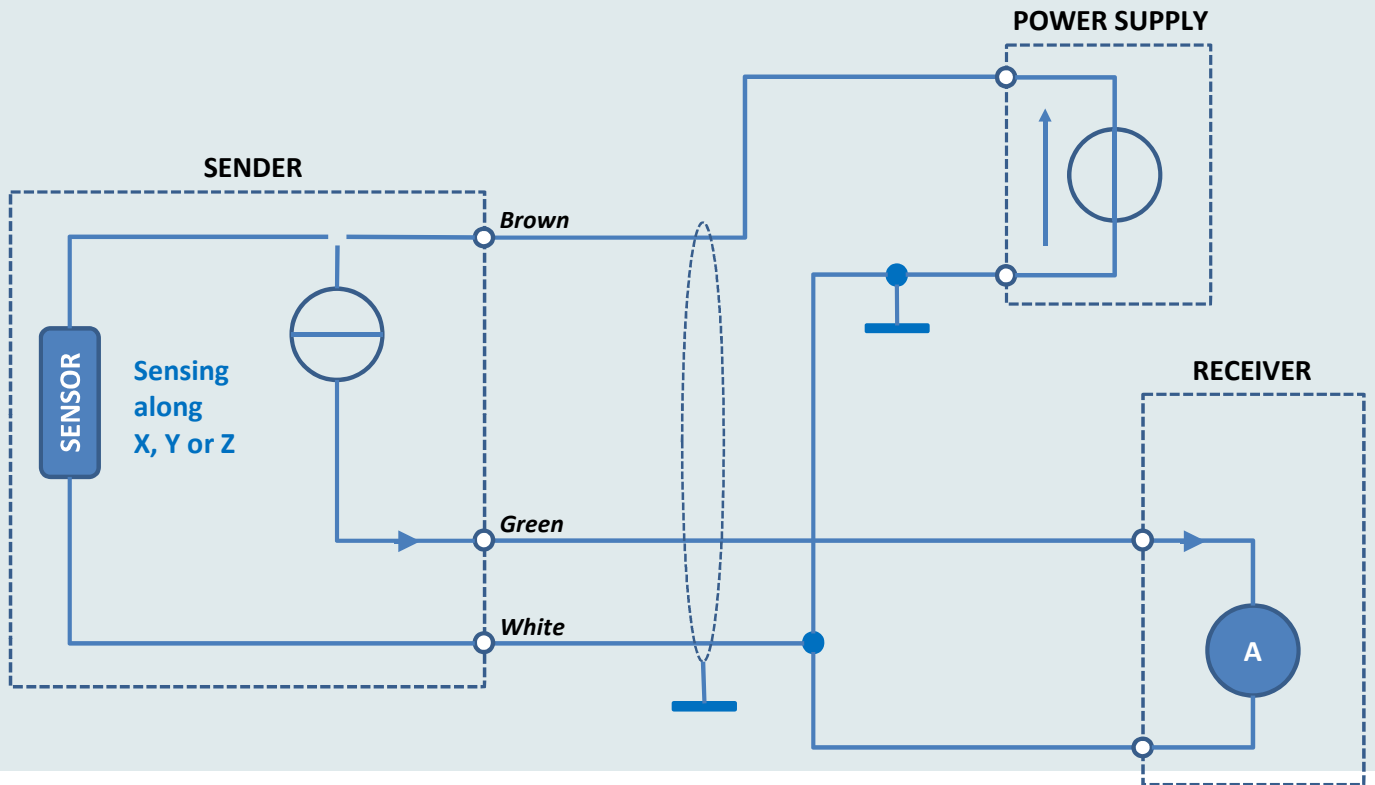 POWER SUPPLY
SENDER
Brown
SENSOR
Sensing
along
X, Y or Z
RECEIVER
Green
White
A